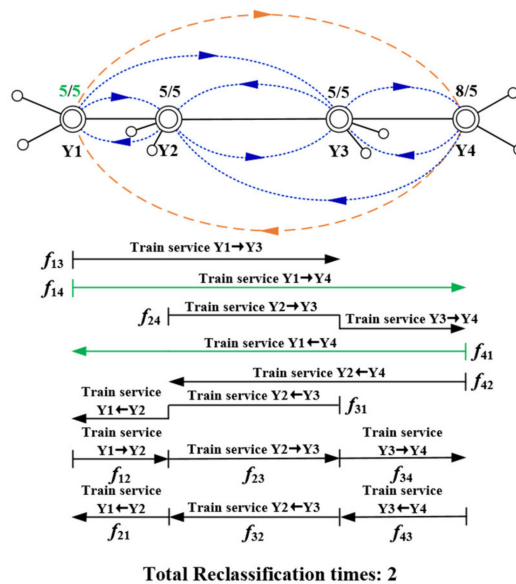 5/5 5/5 5/5 8/5
Y1 Y2 Y3 Y4
Train service Y1→Y3
f13
Train service Y1→Y4
f14
Train service Y2→Y3
f24 Train service Y3→Y4
Train service Y1←Y4
f41
Train service Y2←Y4
f42
Train service
Y1←Y2
Train service Y2←Y3
f31
Train service
Y1→Y2
Train service Y2→Y3
Train service
Y3→Y4
f12 f23 f34
Train service
Y1←Y2
Train service Y2←Y3
Train service
Y3←Y4
f21 f32 f43
Total Reclassification times: 2